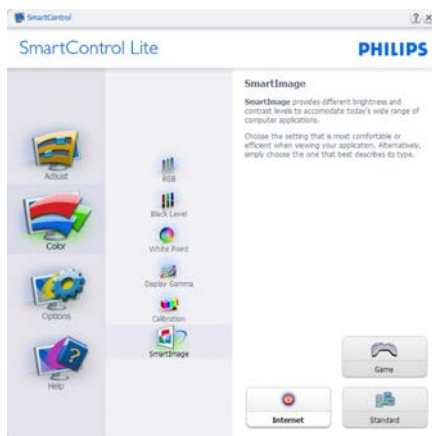 SmartControl
SmartControl Lite
PHILIPS
Adjust
Color
Options
Help
RGB
Black Level
White Point
Display Gamma
Calibration
SmartImage
SmartImage
SmartImage provides different brightness and
contrast levels to accomodate today's wide range of
computer applications.
Choose the setting that is most comfortable or
efficient when viewing your application. Alternatively,
simply choose the one that best describes its type.
Game
Internet
Standard